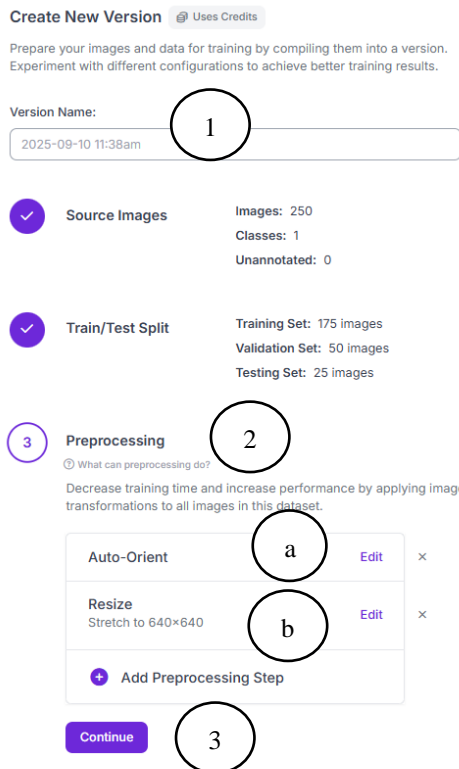 Create New Version Uses Credits
Prepare your images and data for training by compiling them into a version.
Experiment with different configurations to achieve better training results.
Version Name:
1
2025-09-10 11:38am
Source Images
Images: 250
Classes: 1
Unannotated: 0
Train/Test Split
Training Set: 175 images
Validation Set: 50 images
Testing Set: 25 images
3 Preprocessing 2
? What can preprocessing do?
Decrease training time and increase performance by applying image
transformations to all images in this dataset.
Auto-Orient a Edit ×
Resize
Stretch to 640×640 b Edit ×
+ Add Preprocessing Step
Continue 3